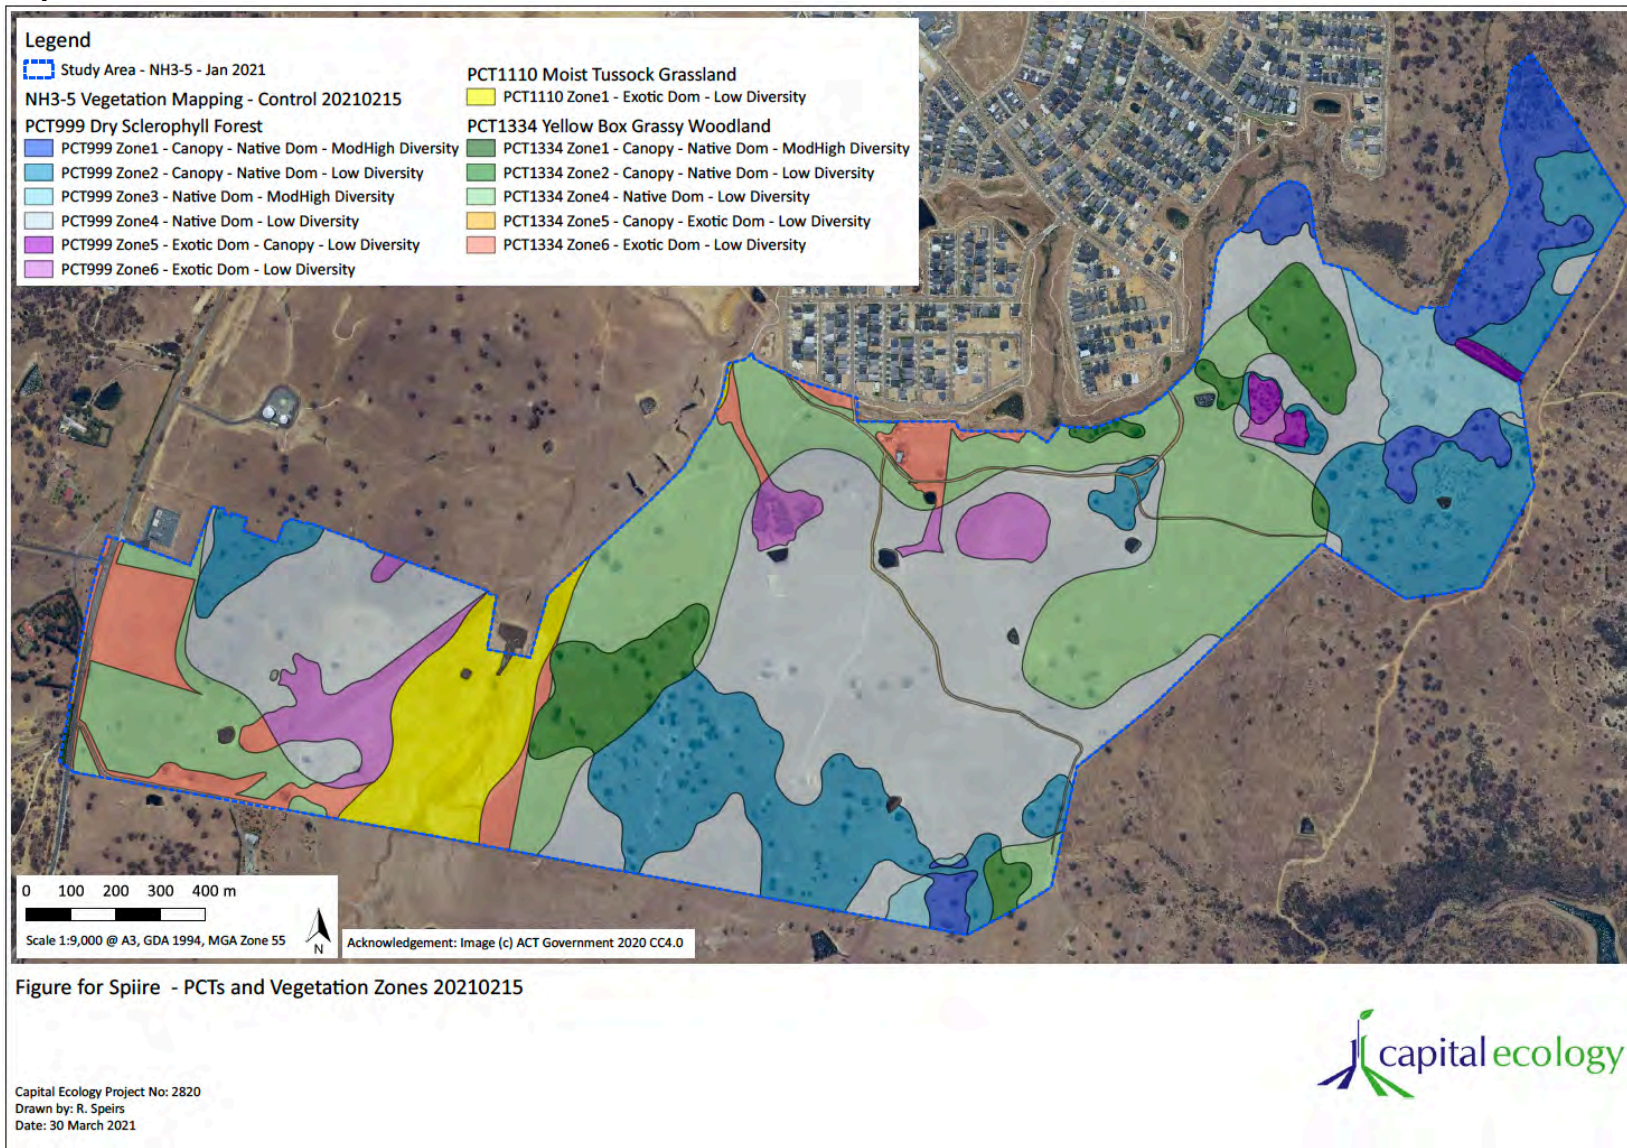 Legend
Study Area - NH3-5 - Jan 2021
NH3-5 Vegetation Mapping - Control 20210215
PCT999 Dry Sclerophyll Forest
PCT999 Zone1 - Canopy - Native Dom - ModHigh Diversity
PCT999 Zone2 - Canopy - Native Dom - Low Diversity
PCT999 Zone3 - Native Dom - ModHigh Diversity
PCT999 Zone4 - Native Dom - Low Diversity
PCT999 Zone5 - Exotic Dom - Canopy - Low Diversity
PCT999 Zone6 - Exotic Dom - Low Diversity
PCT1110 Moist Tussock Grassland
PCT1110 Zone1 - Exotic Dom - Low Diversity
PCT1334 Yellow Box Grassy Woodland
PCT1334 Zone1 - Canopy - Native Dom - ModHigh Diversity
PCT1334 Zone2 - Canopy - Native Dom - Low Diversity
PCT1334 Zone4 - Native Dom - Low Diversity
PCT1334 Zone5 - Canopy - Exotic Dom - Low Diversity
PCT1334 Zone6 - Exotic Dom - Low Diversity
0 100 200 300 400 m
Scale 1:9,000 @ A3, GDA 1994, MGA Zone 55
N
Acknowledgement: Image (c) ACT Government 2020 CC4.0
Figure for Spiire - PCTs and Vegetation Zones 20210215
capital ecology
Capital Ecology Project No: 2820
Drawn by: R. Speirs
Date: 30 March 2021